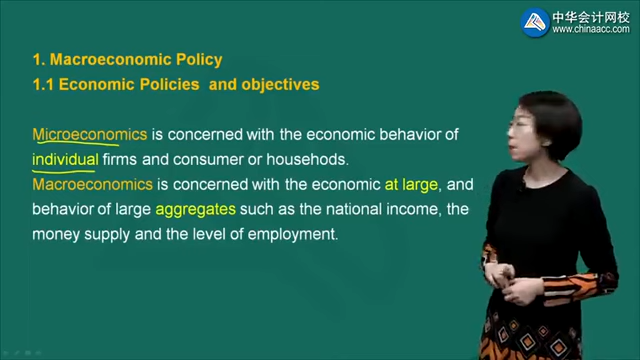 中华会计网校
www.chinaacc.com
1. Macroeconomic Policy
1.1 Economic Policies and objectives
Microeconomics is concerned with the economic behavior of
individual firms and consumer or househods.
Macroeconomics is concerned with the economic at large, and
behavior of large aggregates such as the national income, the
money supply and the level of employment.